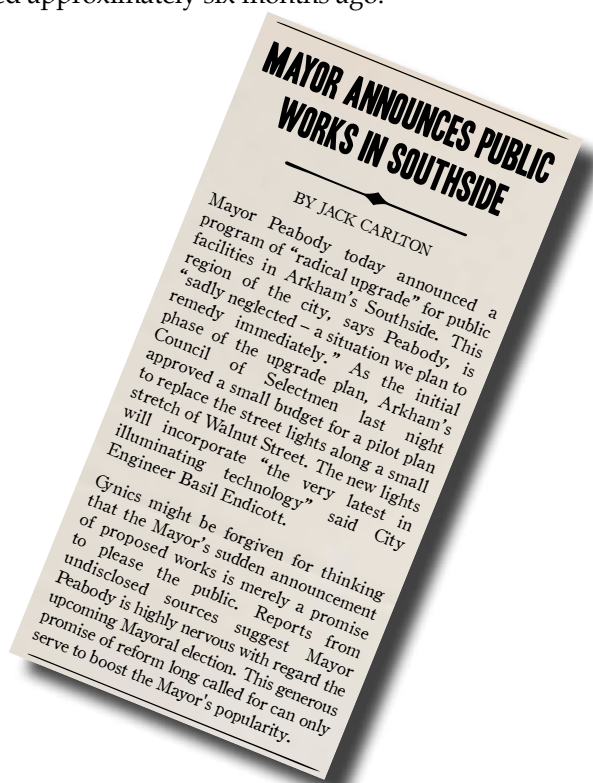 ed approximately six months ago.
MAYOR ANNOUNCES PUBLIC
WORKS IN SOUTHSIDE
BY JACK CARLTON
Mayor Peabody today announced a
program of “radical upgrade” for public
facilities in Arkham’s Southside. This
region of the city, says Peabody, is
“sadly neglected – a situation we plan to
remedy immediately.” As the initial
phase of the upgrade plan, Arkham’s
Council of Selectmen last night
approved a small budget for a pilot plan
to replace the street lights along a small
stretch of Walnut Street. The new lights
will incorporate “the very latest in
illuminating technology” said City
Engineer Basil Endicott.
Cynics might be forgiven for thinking
that the Mayor’s sudden announcement
of proposed works is merely a promise
to please the public. Reports from
undisclosed sources suggest Mayor
Peabody is highly nervous with regard the
upcoming Mayoral election. This generous
promise of reform long called for can only
serve to boost the Mayor's popularity.